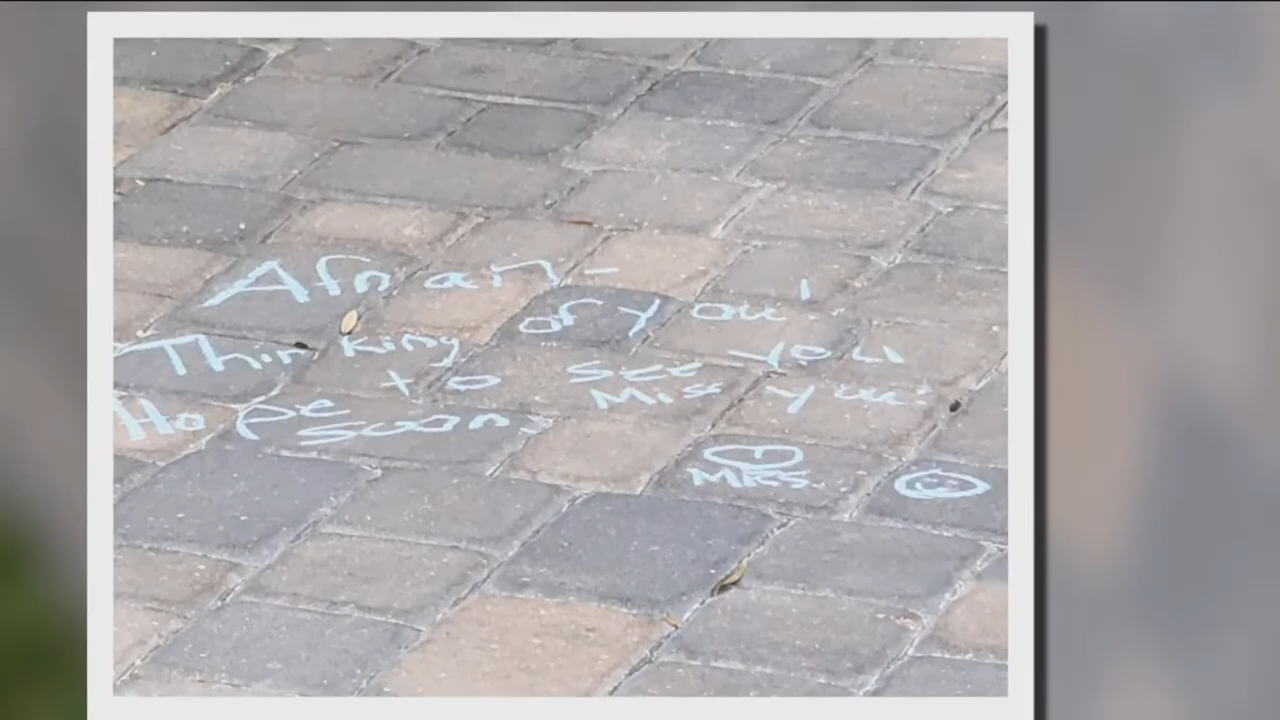 Afnan-
Thinking of you!
Hope to see you
soon, Miss you!
MRS.